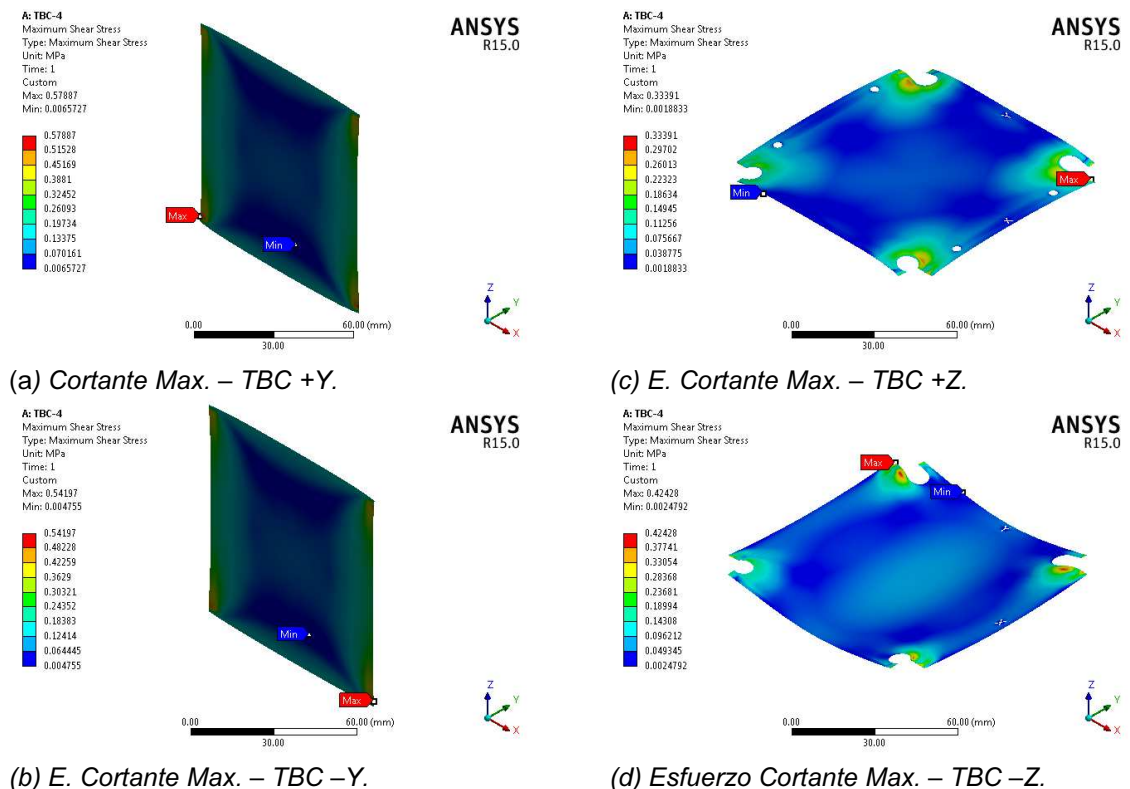 A: TBC-4
Maximum Shear Stress
Type: Maximum Shear Stress
Unit: MPa
Time: 1
Custom
Max: 0.57887
Min: 0.0065727
0.57887
0.51528
0.45169
0.3881
0.32452
0.26093
0.19734
0.13375
0.070161
0.0065727
ANSYS
R15.0
Max
Min
0.00
60.00 (mm)
30.00
Z
Y
X
(a) Cortante Max. – TBC +Y.
A: TBC-4
Maximum Shear Stress
Type: Maximum Shear Stress
Unit: MPa
Time: 1
Custom
Max: 0.33391
Min: 0.0018833
0.33391
0.29702
0.26013
0.22323
0.18634
0.14945
0.11256
0.075667
0.038775
0.0018833
ANSYS
R15.0
Min
Max
0.00
60.00 (mm)
30.00
Z
Y
X
(c) E. Cortante Max. – TBC +Z.
A: TBC-4
Maximum Shear Stress
Type: Maximum Shear Stress
Unit: MPa
Time: 1
Custom
Max: 0.54197
Min: 0.004755
0.54197
0.48228
0.42259
0.3629
0.30321
0.24352
0.18383
0.12414
0.064445
0.004755
ANSYS
R15.0
Min
Max
0.00
60.00 (mm)
30.00
Z
Y
X
(b) E. Cortante Max. – TBC –Y.
A: TBC-4
Maximum Shear Stress
Type: Maximum Shear Stress
Unit: MPa
Time: 1
Custom
Max: 0.42428
Min: 0.0024792
0.42428
0.37741
0.33054
0.28368
0.23681
0.18994
0.14308
0.096212
0.049345
0.0024792
ANSYS
R15.0
Max
Min
0.00
60.00 (mm)
30.00
Z
Y
X
(d) Esfuerzo Cortante Max. – TBC –Z.